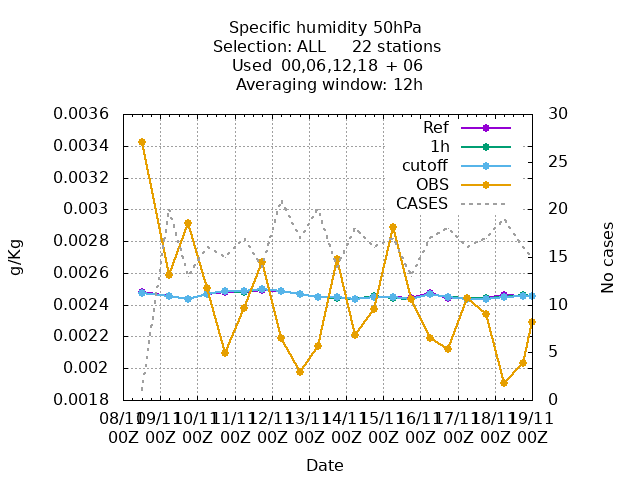 Specific humidity 50hPa
Selection: ALL     22 stations
Used  00,06,12,18  + 06
Averaging window: 12h
0.0036
0.0034
0.0032
0.003
0.0028
0.0026
0.0024
0.0022
0.002
0.0018
g/Kg
30
25
20
15
10
5
0
No cases
Ref
1h
cutoff
OBS
CASES
08/11 09/11 10/11 11/11 12/11 13/11 14/11 15/11 16/11 17/11 18/11 19/11
00Z 00Z 00Z 00Z 00Z 00Z 00Z 00Z 00Z 00Z 00Z 00Z
Date